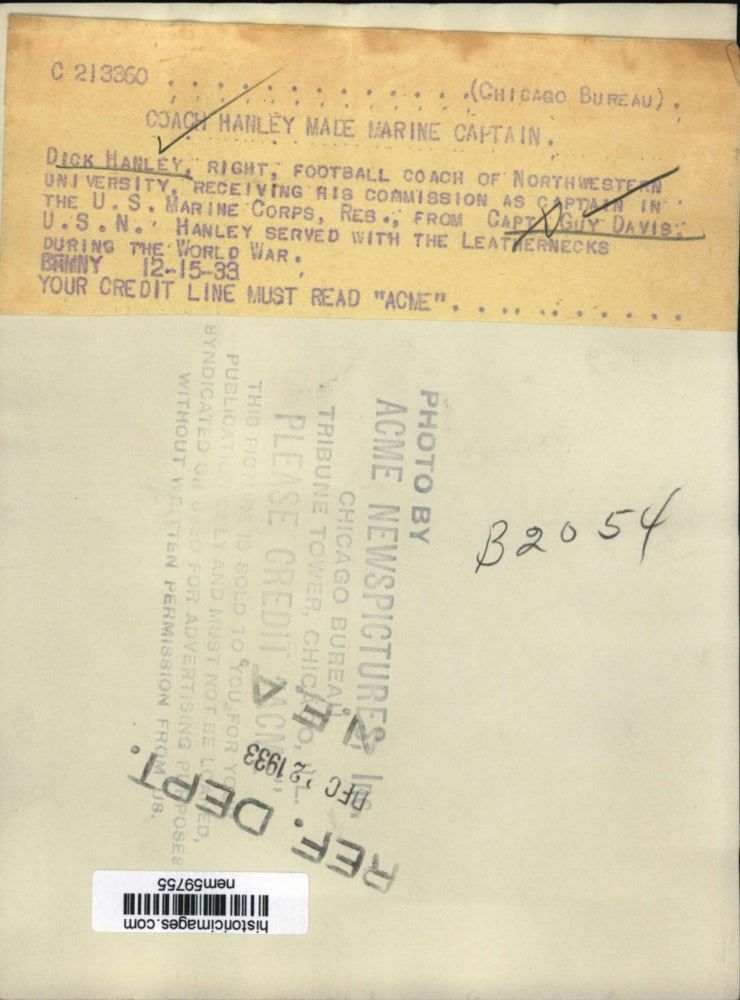 C 213360 . . . . . . . . . . . . . (CHICAGO BUREAU) .
COACH HANLEY MADE MARINE CAPTAIN .
DICK HANLEY, RIGHT, FOOTBALL COACH OF NORTHWESTERN
UNIVERSITY, RECEIVING HIS COMMISSION AS CAPTAIN IN
THE U.S. MARINE CORPS, RES., FROM CAPT. GUY DAVIS,
U.S.N. HANLEY SERVED WITH THE LEATHERNECKS
DURING THE WORLD WAR.
12-15-33
YOUR CREDIT LINE MUST READ "ACME". . . . . . . . . .
PHOTO BY
ACME NEWSPICTURES, INC.
CHICAGO BUREAU
TRIBUNE TOWER, CHICAGO, ILL.
PLEASE CREDIT "ACME"
THIS PICTURE IS SOLD TO YOU FOR YOUR
PUBLICATION ONLY AND MUST NOT BE LOANED,
SYNDICATED OR USED FOR ADVERTISING PURPOSES
WITHOUT WRITTEN PERMISSION FROM US.
B2054
N.E.A.
DEC 1933
REF. DEPT.
historicimages.com
nem59755